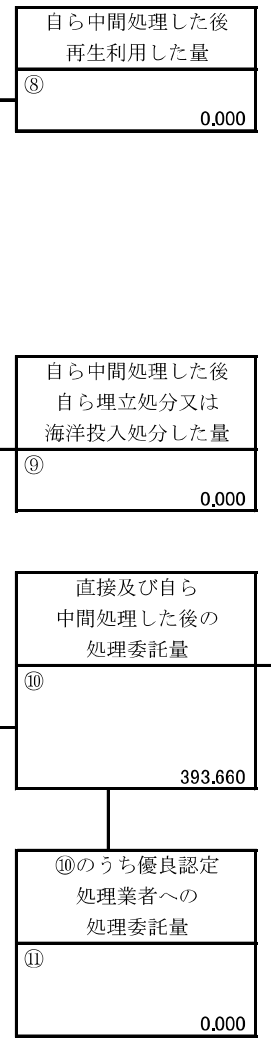 自ら中間処理した後
再生利用した量
⑧
0.000
自ら中間処理した後
自ら埋立処分又は
海洋投入処分した量
⑨
0.000
直接及び自ら
中間処理した後の
処理委託量
⑩
393.660
⑩のうち優良認定
処理業者への
処理委託量
⑪
0.000